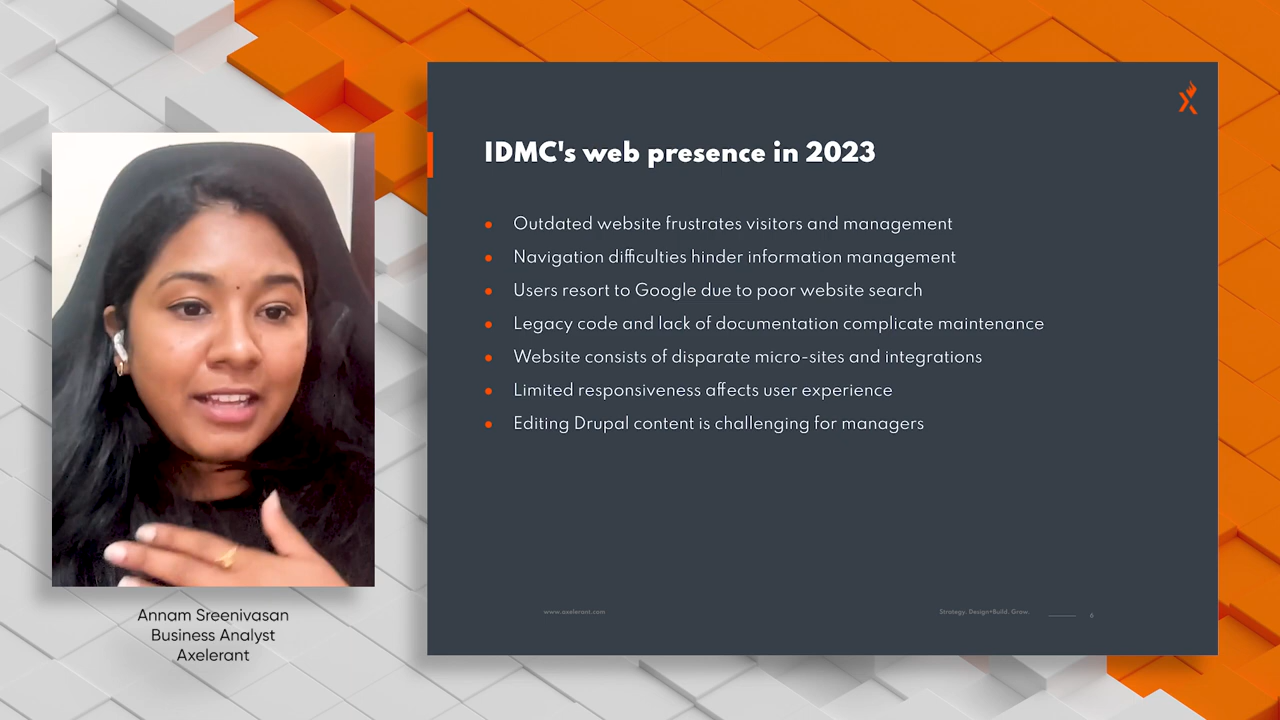 IDMC's web presence in 2023
Outdated website frustrates visitors and management
Navigation difficulties hinder information management
Users resort to Google due to poor website search
Legacy code and lack of documentation complicate maintenance
Website consists of disparate micro-sites and integrations
Limited responsiveness affects user experience
Editing Drupal content is challenging for managers
www.axelerant.com
Strategy. Design+Build. Grow.
6
Annam Sreenivasan
Business Analyst
Axelerant